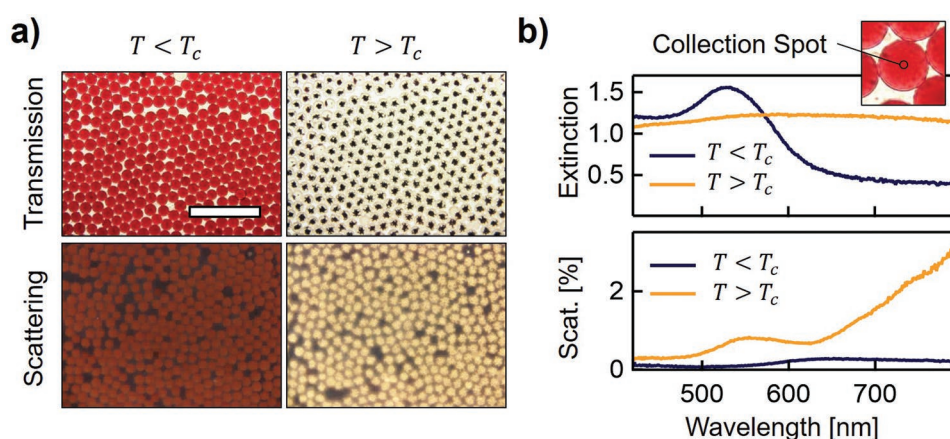 a)
T < Tc
T > Tc
Transmission
Scattering
b)
Collection Spot
Extinction
1.5
1.0
0.5
T < Tc
T > Tc
Scat. [%]
2
0
T < Tc
T > Tc
500
600
700
Wavelength [nm]